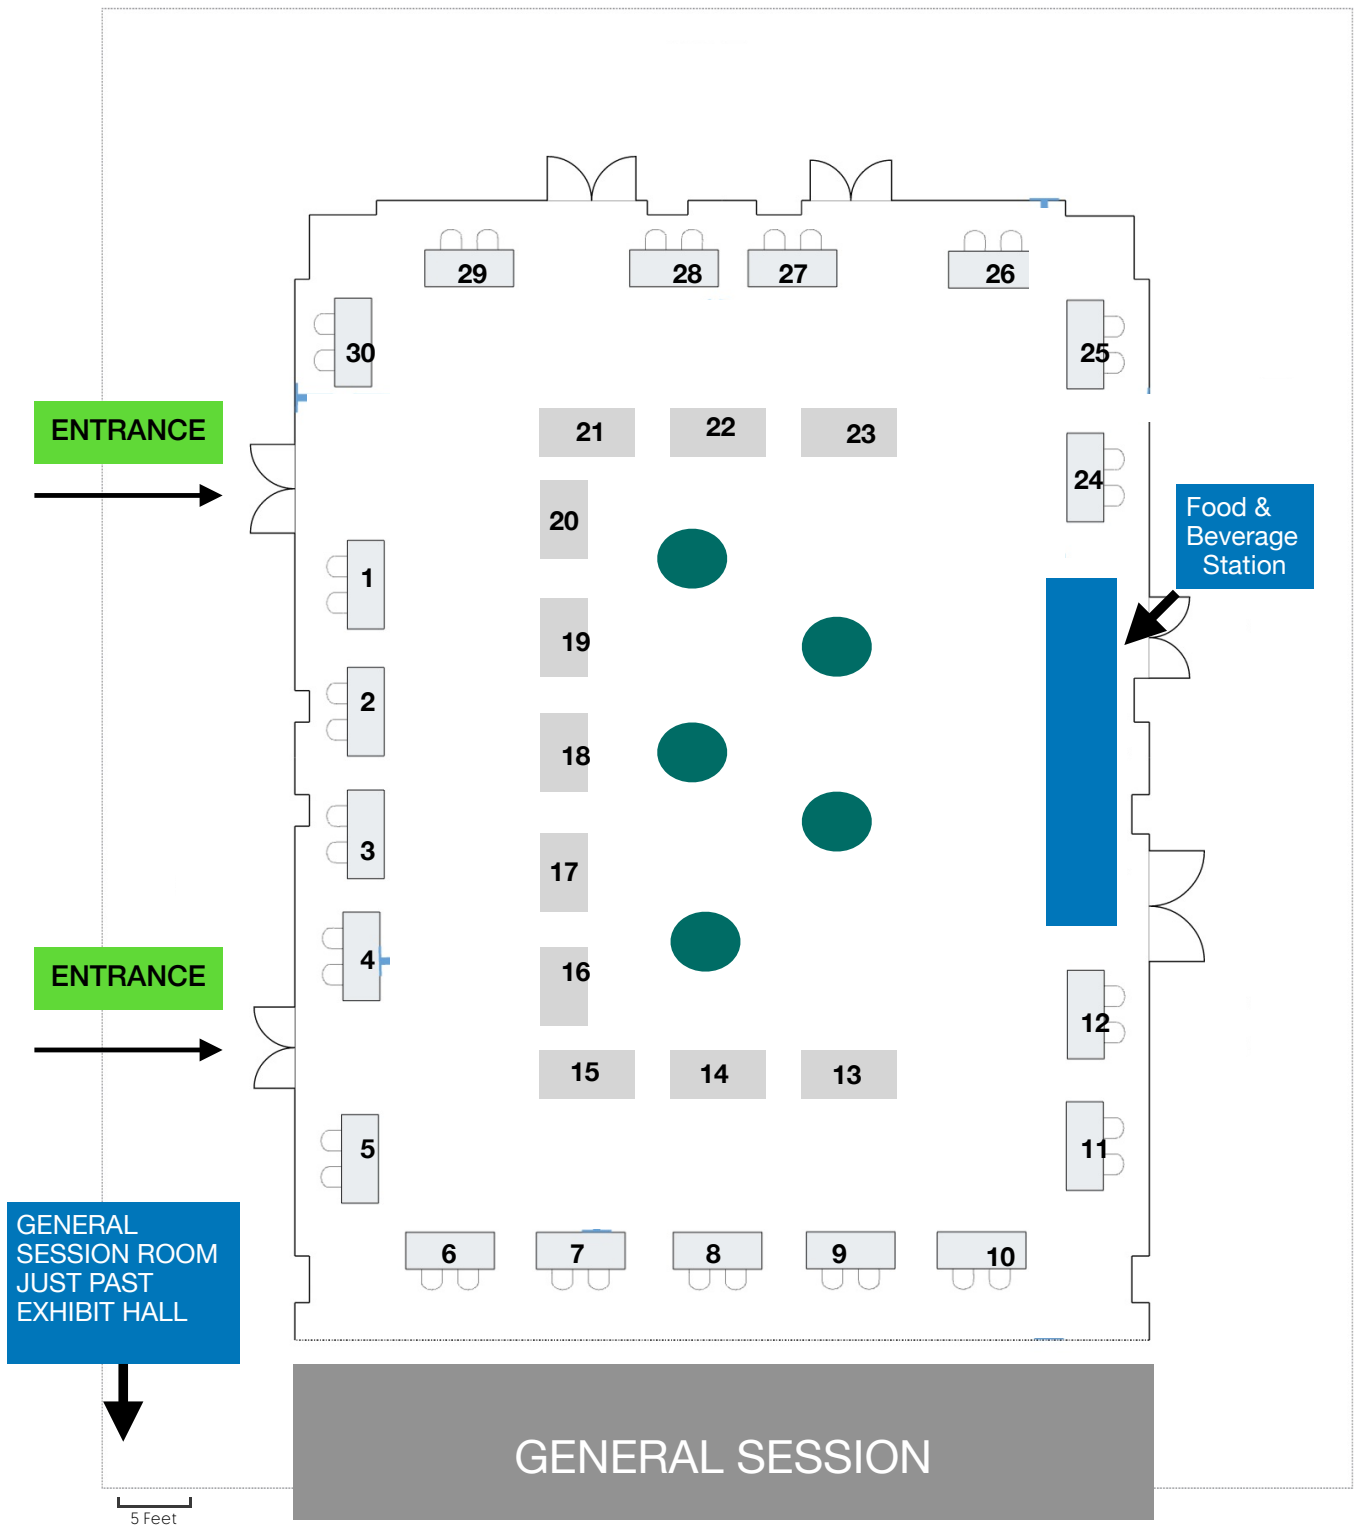 29
28
27
26
30
25
ENTRANCE
21
22
23
24
20
Food &
Beverage
Station
1
19
2
18
3
17
4
16
ENTRANCE
12
15
14
13
5
11
GENERAL
SESSION ROOM
JUST PAST
EXHIBIT HALL
6
7
8
9
10
GENERAL SESSION
5 Feet